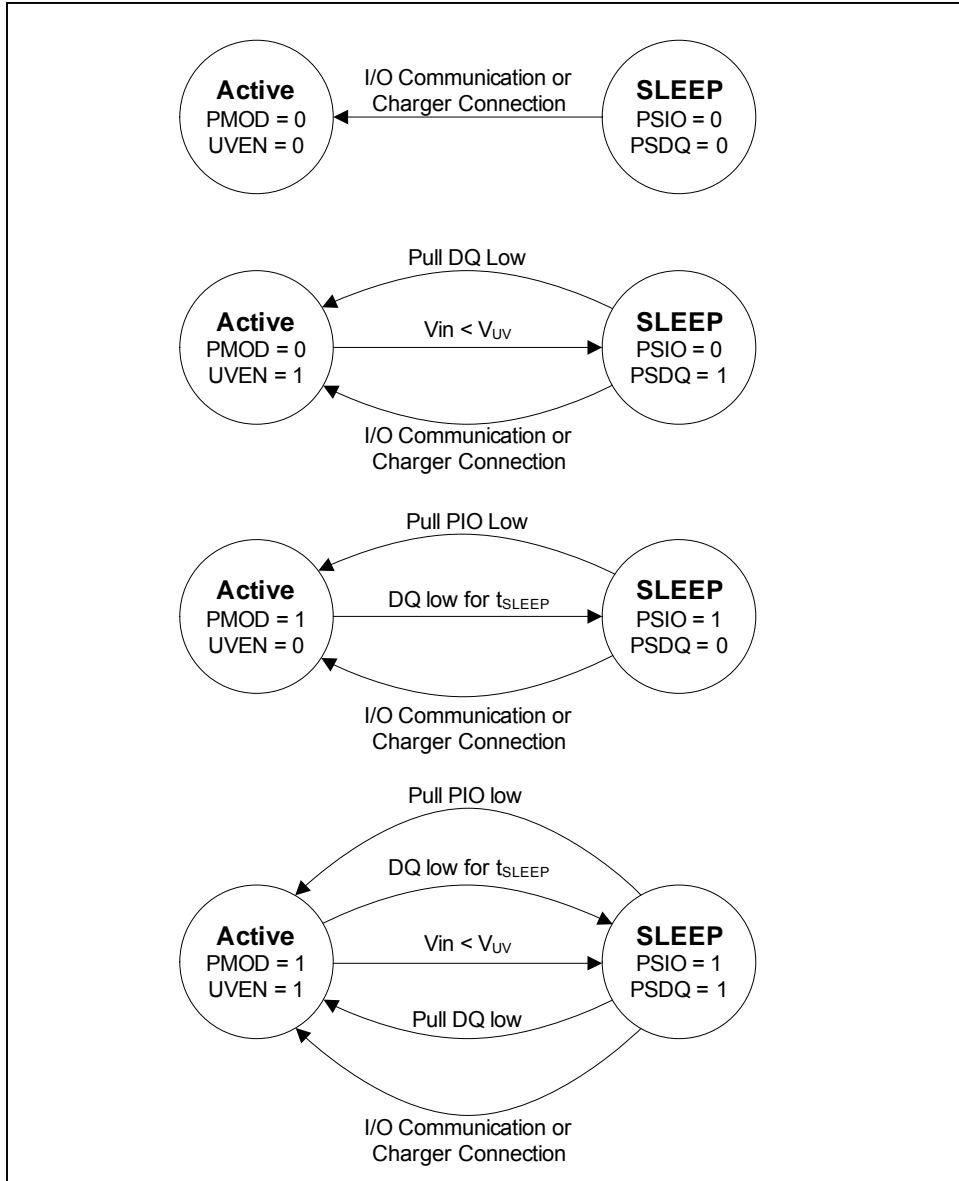 I/O Communication or
Charger Connection
Active
PMOD = 0
UVEN = 0
SLEEP
PSIO = 0
PSDQ = 0
Pull DQ Low
Active
PMOD = 0
UVEN = 1
Vin < VUV
SLEEP
PSIO = 0
PSDQ = 1
I/O Communication or
Charger Connection
Pull PIO Low
Active
PMOD = 1
UVEN = 0
DQ low for tSLEEP
SLEEP
PSIO = 1
PSDQ = 0
I/O Communication or
Charger Connection
Pull PIO low
DQ low for tSLEEP
Active
PMOD = 1
UVEN = 1
Vin < VUV
SLEEP
PSIO = 1
PSDQ = 1
Pull DQ low
I/O Communication or
Charger Connection